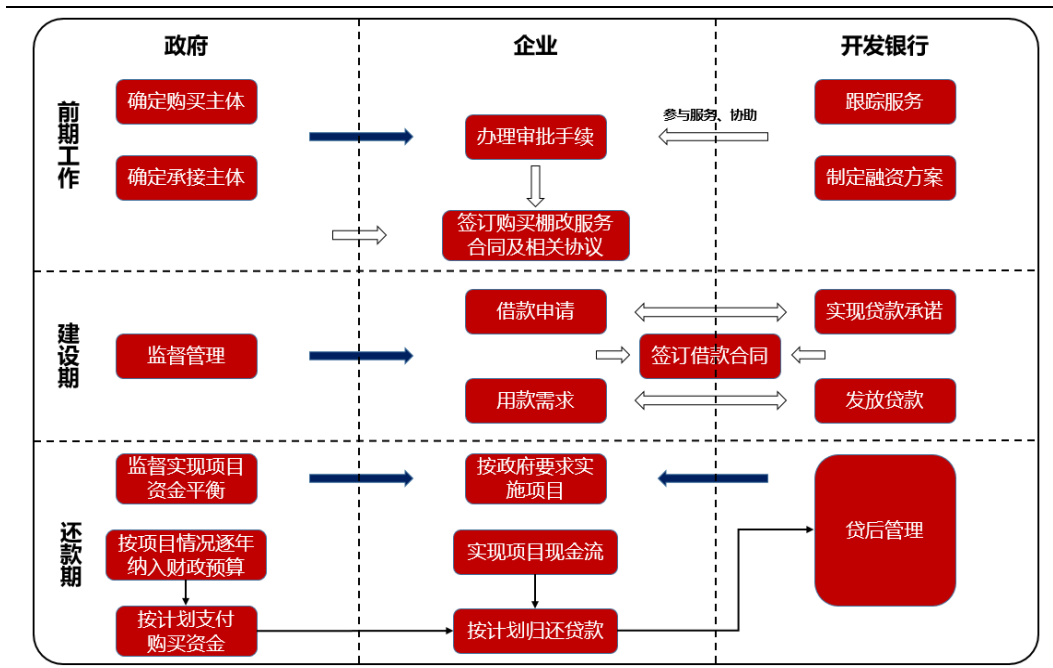 政府
企业
开发银行
前期工作
确定购买主体
跟踪服务
参与服务、协助
办理审批手续
确定承接主体
制定融资方案
签订购买棚改服务
合同及相关协议
建设期
借款申请
实现贷款承诺
监督管理
签订借款合同
用款需求
发放贷款
还款期
监督实现项目
资金平衡
按政府要求实
施项目
贷后管理
按项目情况逐年
纳入财政预算
实现项目现金流
按计划支付
购买资金
按计划归还贷款